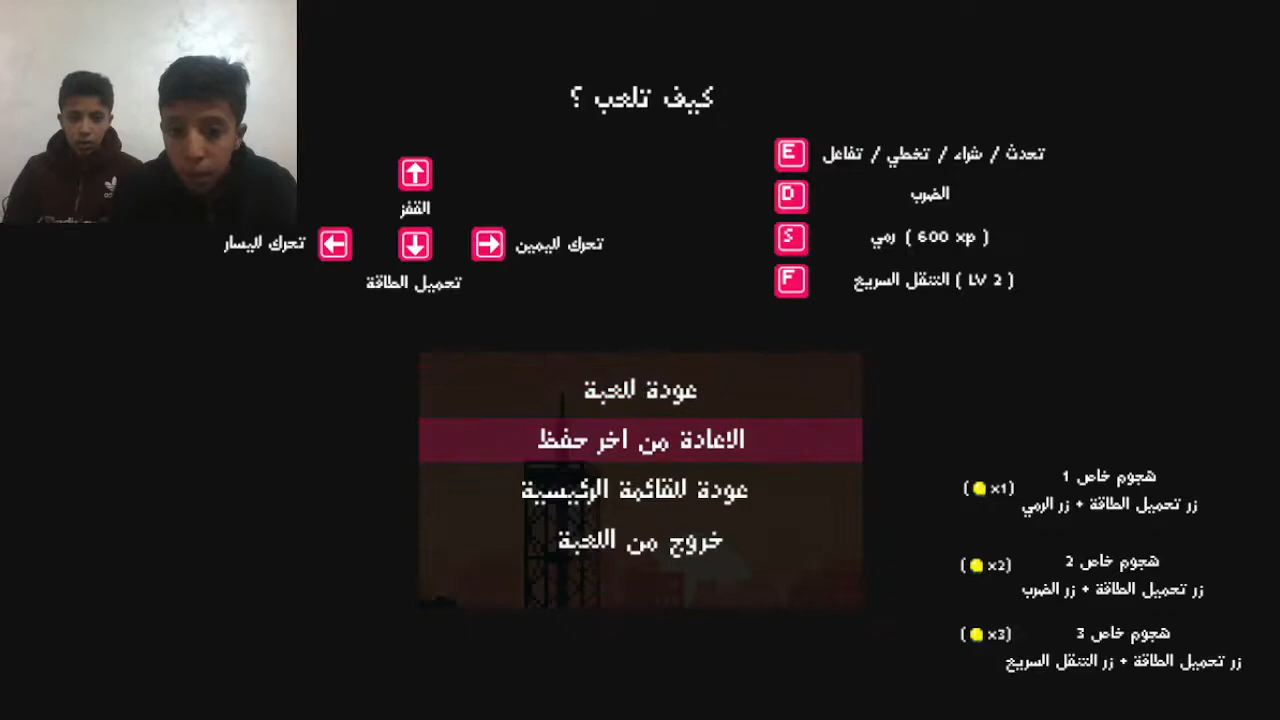 كيف تلعب ؟
E تحدث / شراء / تخطي / تفاعل
D الضرب
S رمي ( 600 xp )
F التنقل السريع ( LV 2 )
القفز
تحرك لليسار
تحرك لليمين
تحميل الطاقة
عودة للعبة
الاعادة من اخر حفظ
عودة للقائمة الرئيسية
خروج من اللعبة
هجوم خاص 1
(x1)
زر تحميل الطاقة + زر الرمي
هجوم خاص 2
(x2)
زر تحميل الطاقة + زر الضرب
هجوم خاص 3
(x3)
زر تحميل الطاقة + زر التنقل السريع